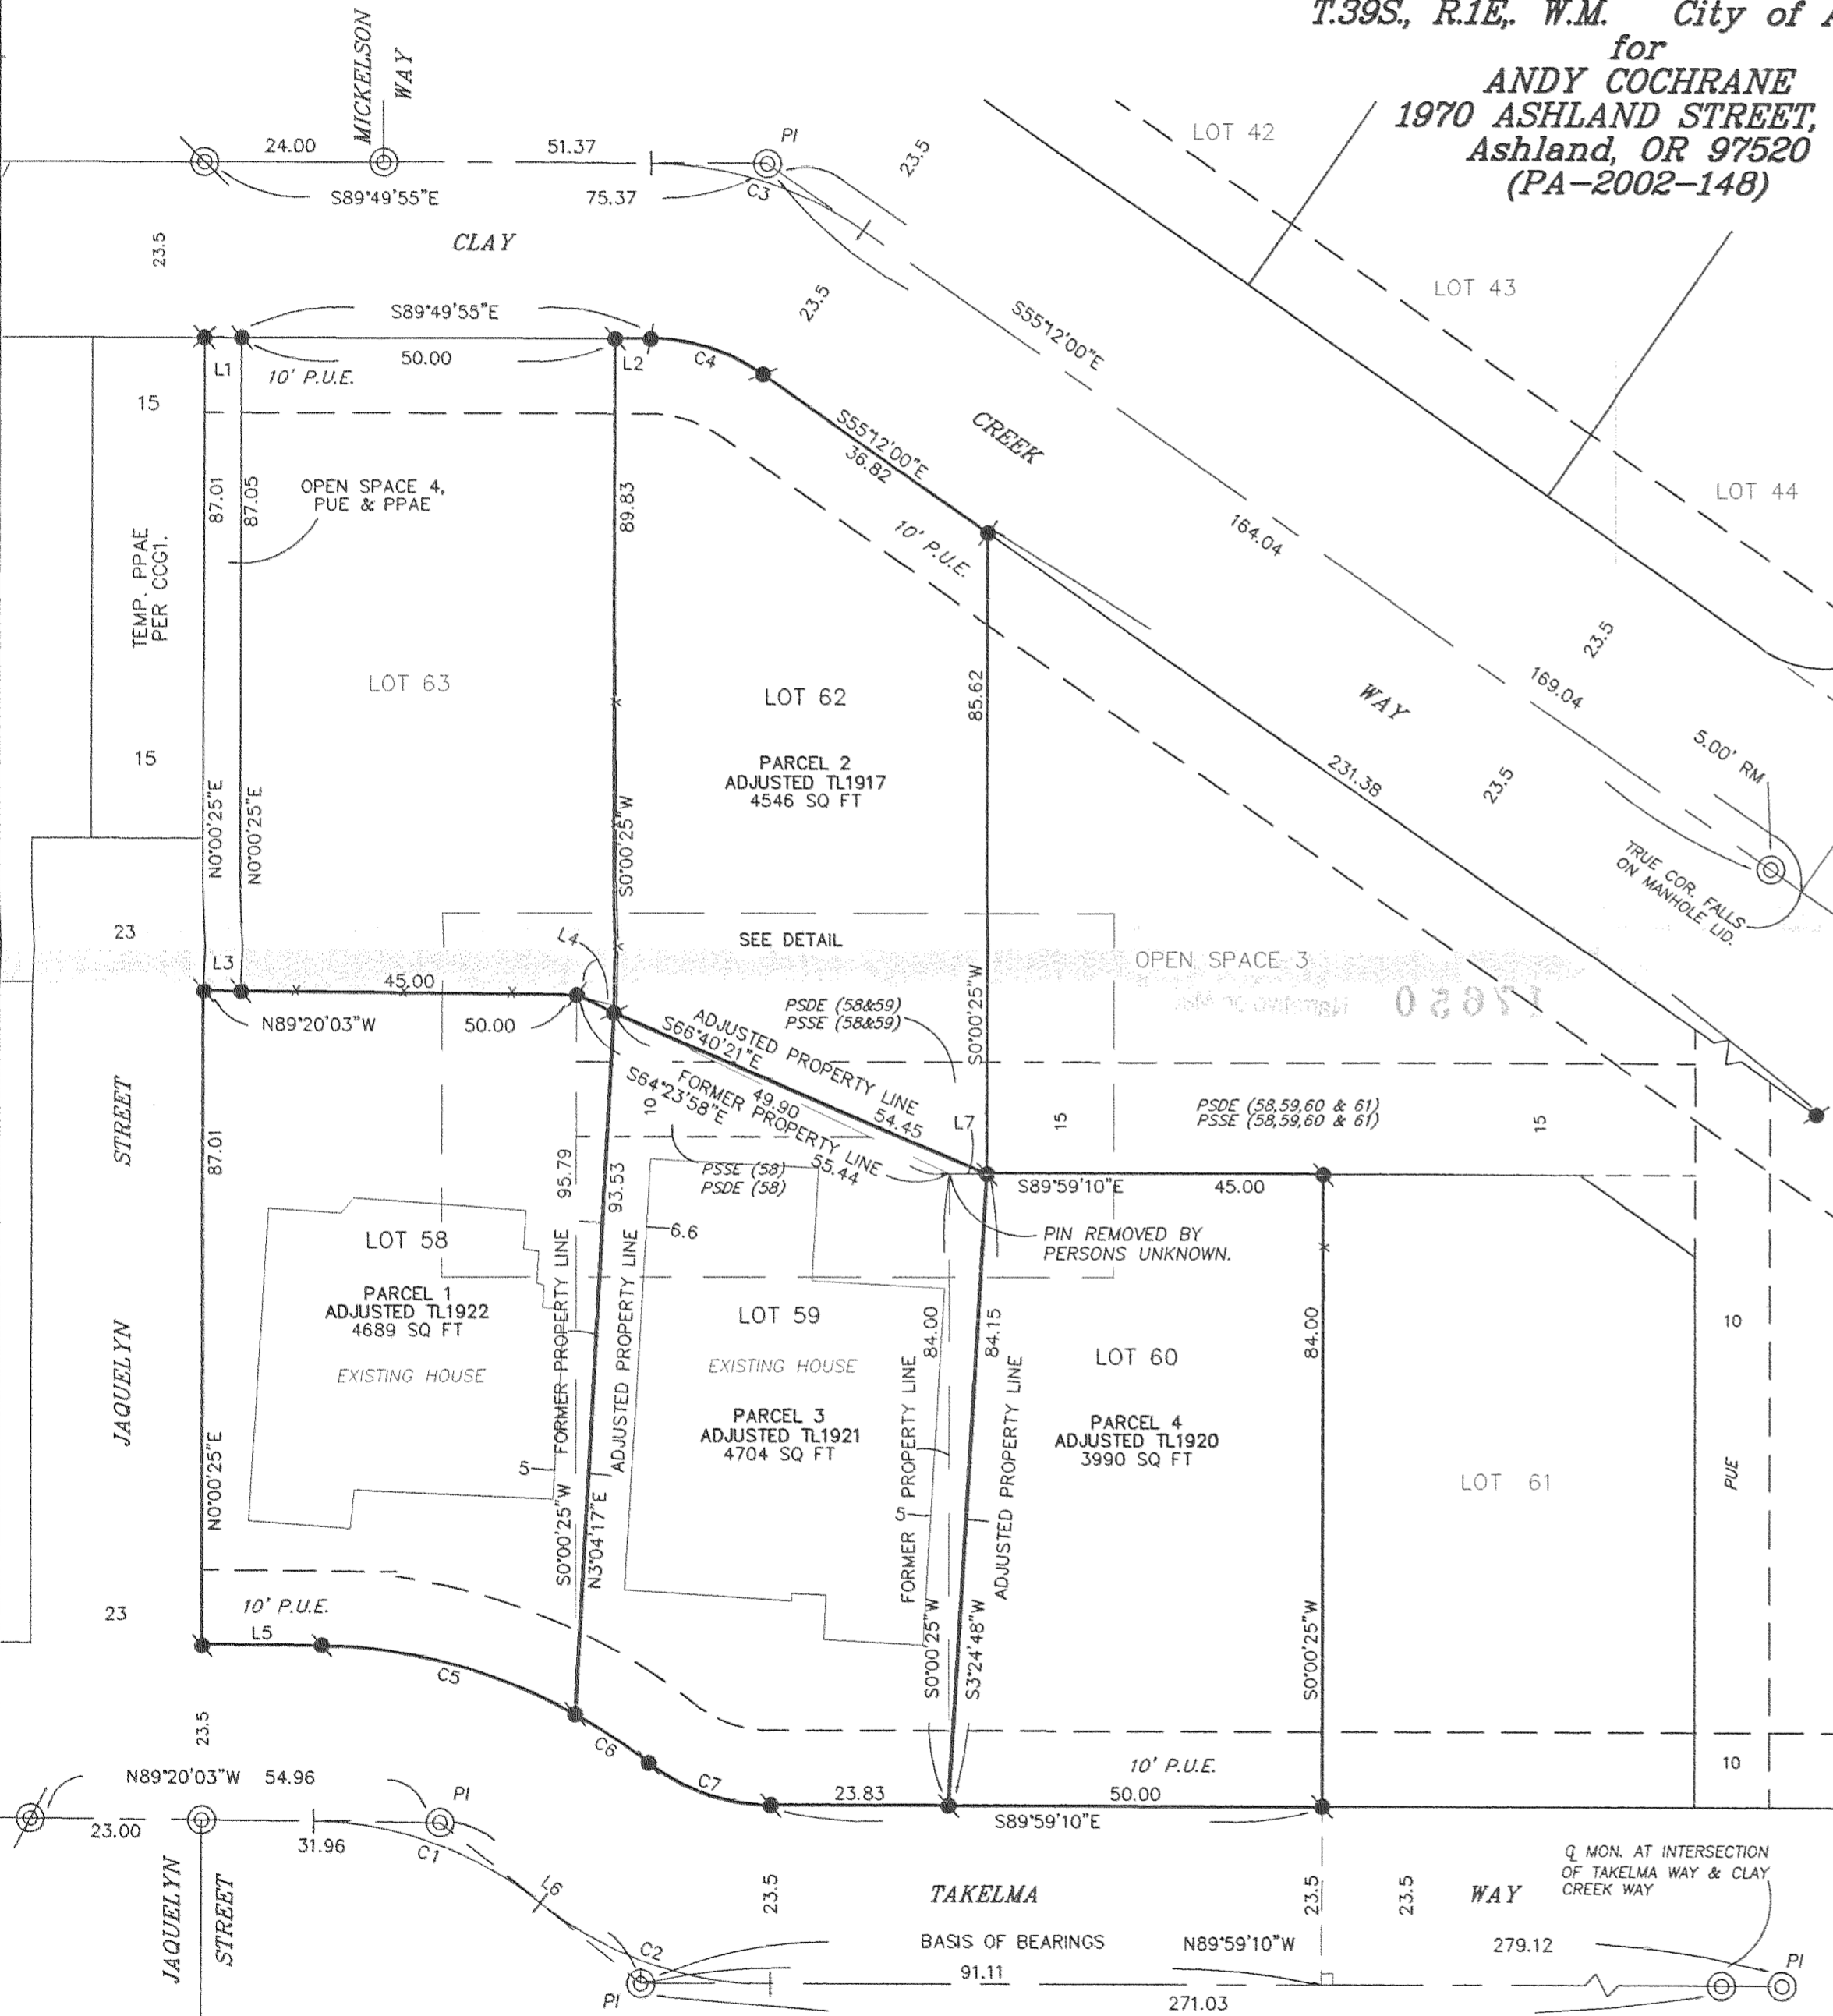 T.39S., R.1E,. W.M. City of A
for
ANDY COCHRANE
1970 ASHLAND STREET,
Ashland, OR 97520
(PA-2002-148)
MICKELSON
WAY
24.00
51.37
PI
23.5
LOT 42
S89°49'55"E
75.37
C3
23.5
CLAY
LOT 43
S89°49'55"E
23.5
S55°12'00"E
L1
50.00
L2
C4
10' P.U.E.
15
S55°12'00"E
36.82
CREEK
87.01
87.05
OPEN SPACE 4,
PUE & PPAE
89.83
LOT 44
10' P.U.E.
164.04
TEMP. PPAE
PER CCG1.
23.5
LOT 63
LOT 62
85.62
WAY
169.04
15
PARCEL 2
ADJUSTED TL1917
4546 SQ FT
231.38
23.5
5.00' RM
N0°00'25"E
N0°00'25"E
S0°00'25"W
TRUE COR. FALLS
ON MANHOLE LID.
23
L4
SEE DETAIL
OPEN SPACE 3
L3
45.00
S0°00'25"W
N89°20'03"W
50.00
PSDE (58&59)
PSSE (58&59)
ADJUSTED PROPERTY LINE
S66°40'21"E
54.45
FORMER PROPERTY LINE
49.90
S64°23'58"E
55.44
10
L7
15
PSDE (58,59,60 & 61)
PSSE (58,59,60 & 61)
15
STREET
87.01
95.79
93.53
PSSE (58)
PSDE (58)
S89°59'10"E
45.00
6.6
PIN REMOVED BY
PERSONS UNKNOWN.
LOT 58
PARCEL 1
ADJUSTED TL1922
4689 SQ FT
EXISTING HOUSE
FORMER PROPERTY LINE
ADJUSTED PROPERTY LINE
LOT 59
EXISTING HOUSE
PARCEL 3
ADJUSTED TL1921
4704 SQ FT
84.00
84.15
84.00
10
LOT 60
PARCEL 4
ADJUSTED TL1920
3990 SQ FT
JAQUELYN
FORMER PROPERTY LINE
ADJUSTED PROPERTY LINE
5
5
LOT 61
PUE
N0°00'25"E
S0°00'25"W
N3°04'17"E
S0°00'25"W
S3°24'48"W
S0°00'25"W
23
10' P.U.E.
L5
C5
23.5
C6
C7
10' P.U.E.
10
N89°20'03"W 54.96
PI
23.83
50.00
S89°59'10"E
23.00
31.96
C1
L6
JAQUELYN
STREET
23.5
TAKELMA
23.5
23.5
WAY
℄ MON. AT INTERSECTION
OF TAKELMA WAY & CLAY
CREEK WAY
C2
BASIS OF BEARINGS
N89°59'10"W
279.12
91.11
PI
PI
271.03